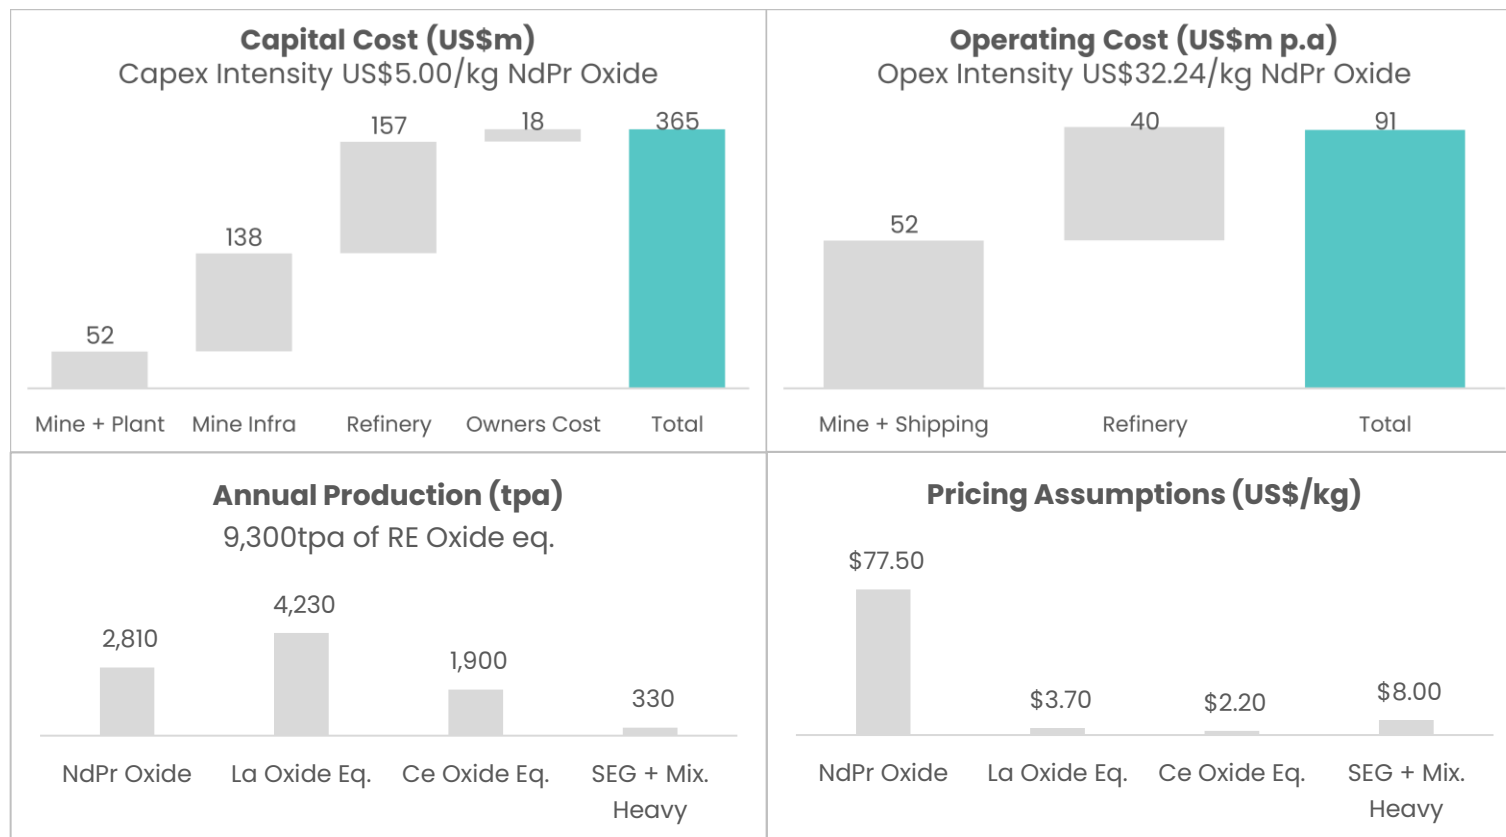 Capital Cost (US$m)
Capex Intensity US$5.00/kg NdPr Oxide
52
138
157
18
365
Mine + Plant
Mine Infra
Refinery
Owners Cost
Total
Operating Cost (US$m p.a)
Opex Intensity US$32.24/kg NdPr Oxide
52
40
91
Mine + Shipping
Refinery
Total
Annual Production (tpa)
9,300tpa of RE Oxide eq.
2,810
4,230
1,900
330
NdPr Oxide
La Oxide Eq.
Ce Oxide Eq.
SEG + Mix.
Heavy
Pricing Assumptions (US$/kg)
$77.50
$3.70
$2.20
$8.00
NdPr Oxide
La Oxide Eq.
Ce Oxide Eq.
SEG + Mix.
Heavy